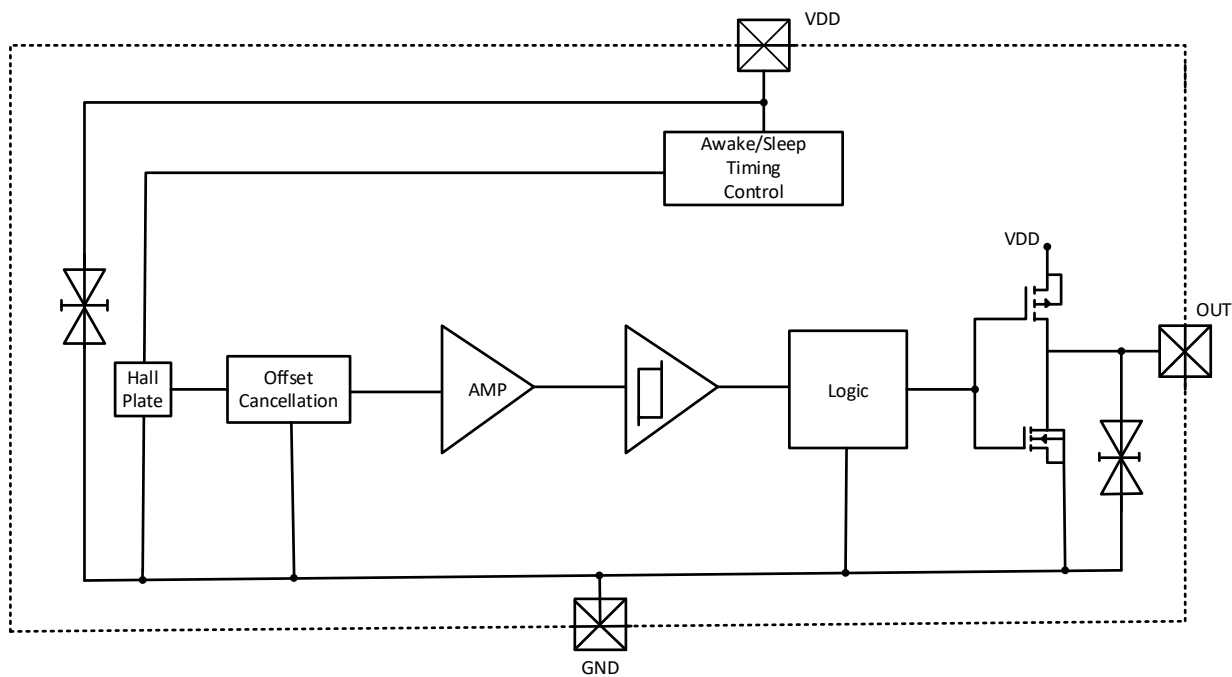 VDD
Awake/Sleep
Timing
Control
VDD
OUT
Hall
Plate
Offset
Cancellation
AMP
Logic
GND